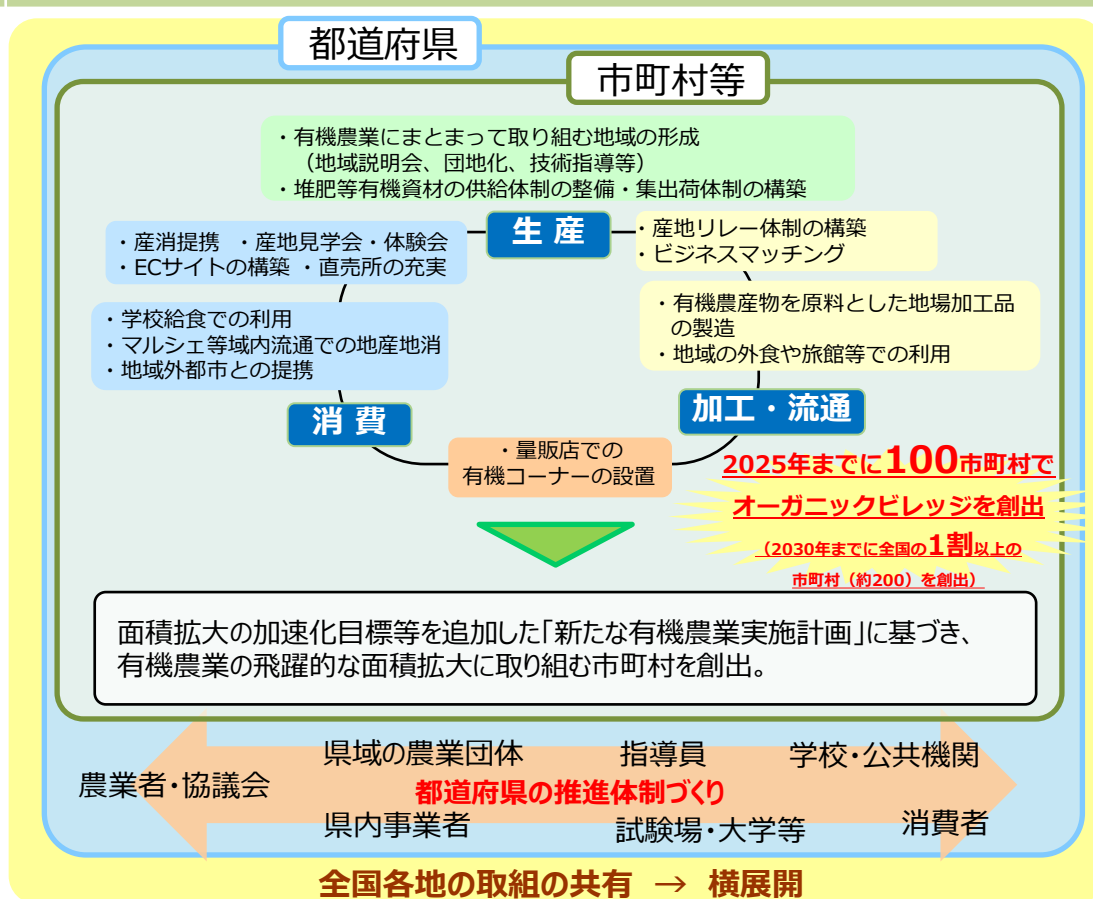 都道府県
市町村等
・有機農業にまとまって取り組む地域の形成
（地域説明会、団地化、技術指導等）
・堆肥等有機資材の供給体制の整備・集出荷体制の構築
生 産
・産消提携 ・産地見学会・体験会
・ECサイトの構築 ・直売所の充実
・産地リレー体制の構築
・ビジネスマッチング
・学校給食での利用
・マルシェ等域内流通での地産地消
・地域外都市との提携
・有機農産物を原料とした地場加工品
の製造
・地域の外食や旅館等での利用
消 費
加工・流通
・量販店での
有機コーナーの設置
2025年までに100市町村で
オーガニックビレッジを創出
（2030年までに全国の1割以上の
市町村（約200）を創出）
面積拡大の加速化目標等を追加した「新たな有機農業実施計画」に基づき、
有機農業の飛躍的な面積拡大に取り組む市町村を創出。
県域の農業団体 指導員 学校・公共機関
農業者・協議会 都道府県の推進体制づくり
県内事業者 試験場・大学等 消費者
全国各地の取組の共有 → 横展開